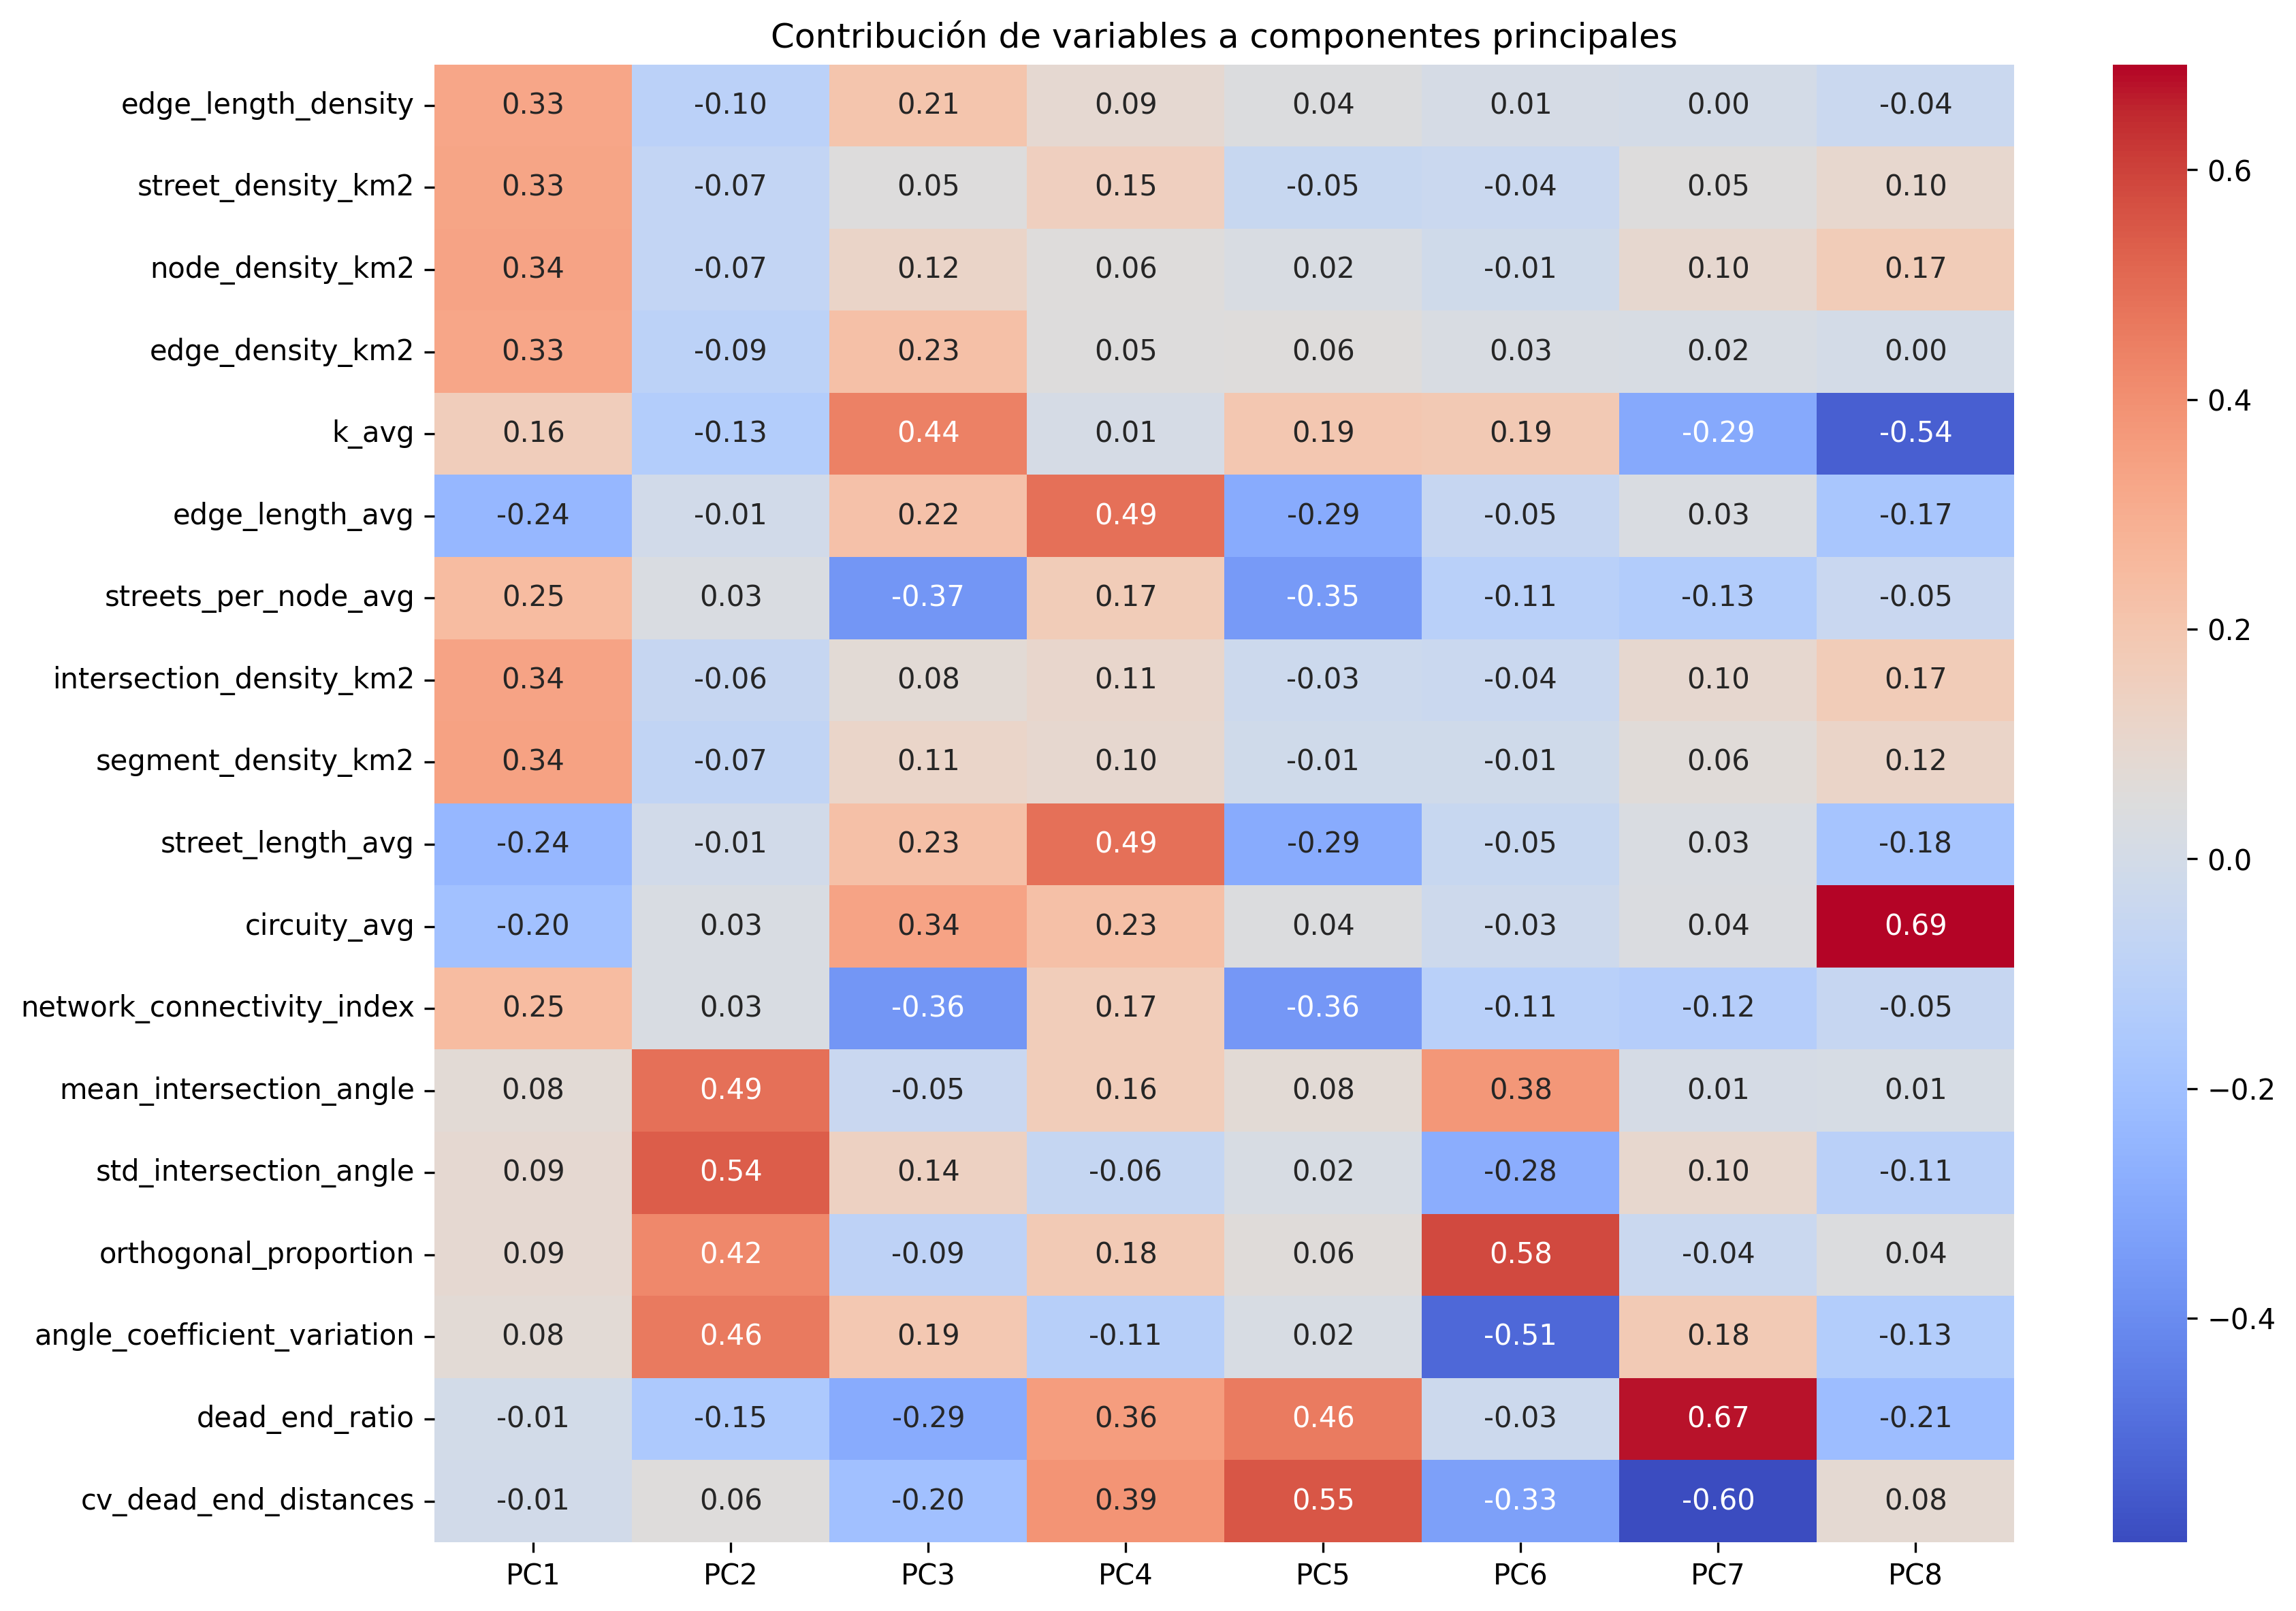 Contribución de variables a componentes principales
edge_length_density 0.33 -0.10 0.21 0.09 0.04 0.01 0.00 -0.04
street_density_km2 0.33 -0.07 0.05 0.15 -0.05 -0.04 0.05 0.10
node_density_km2 0.34 -0.07 0.12 0.06 0.02 -0.01 0.10 0.17
edge_density_km2 0.33 -0.09 0.23 0.05 0.06 0.03 0.02 0.00
k_avg 0.16 -0.13 0.44 0.01 0.19 0.19 -0.29 -0.54
edge_length_avg -0.24 -0.01 0.22 0.49 -0.29 -0.05 0.03 -0.17
streets_per_node_avg 0.25 0.03 -0.37 0.17 -0.35 -0.11 -0.13 -0.05
intersection_density_km2 0.34 -0.06 0.08 0.11 -0.03 -0.04 0.10 0.17
segment_density_km2 0.34 -0.07 0.11 0.10 -0.01 -0.01 0.06 0.12
street_length_avg -0.24 -0.01 0.23 0.49 -0.29 -0.05 0.03 -0.18
circuity_avg -0.20 0.03 0.34 0.23 0.04 -0.03 0.04 0.69
network_connectivity_index 0.25 0.03 -0.36 0.17 -0.36 -0.11 -0.12 -0.05
mean_intersection_angle 0.08 0.49 -0.05 0.16 0.08 0.38 0.01 0.01
std_intersection_angle 0.09 0.54 0.14 -0.06 0.02 -0.28 0.10 -0.11
orthogonal_proportion 0.09 0.42 -0.09 0.18 0.06 0.58 -0.04 0.04
angle_coefficient_variation 0.08 0.46 0.19 -0.11 0.02 -0.51 0.18 -0.13
dead_end_ratio -0.01 -0.15 -0.29 0.36 0.46 -0.03 0.67 -0.21
cv_dead_end_distances -0.01 0.06 -0.20 0.39 0.55 -0.33 -0.60 0.08
PC1 PC2 PC3 PC4 PC5 PC6 PC7 PC8
0.6
0.4
0.2
0.0
−0.2
−0.4